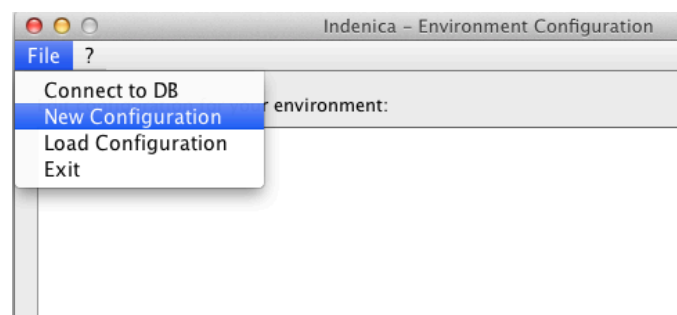 Indenica – Environment Configuration
File ?
Connect to DB
environment:
New Configuration
Load Configuration
Exit